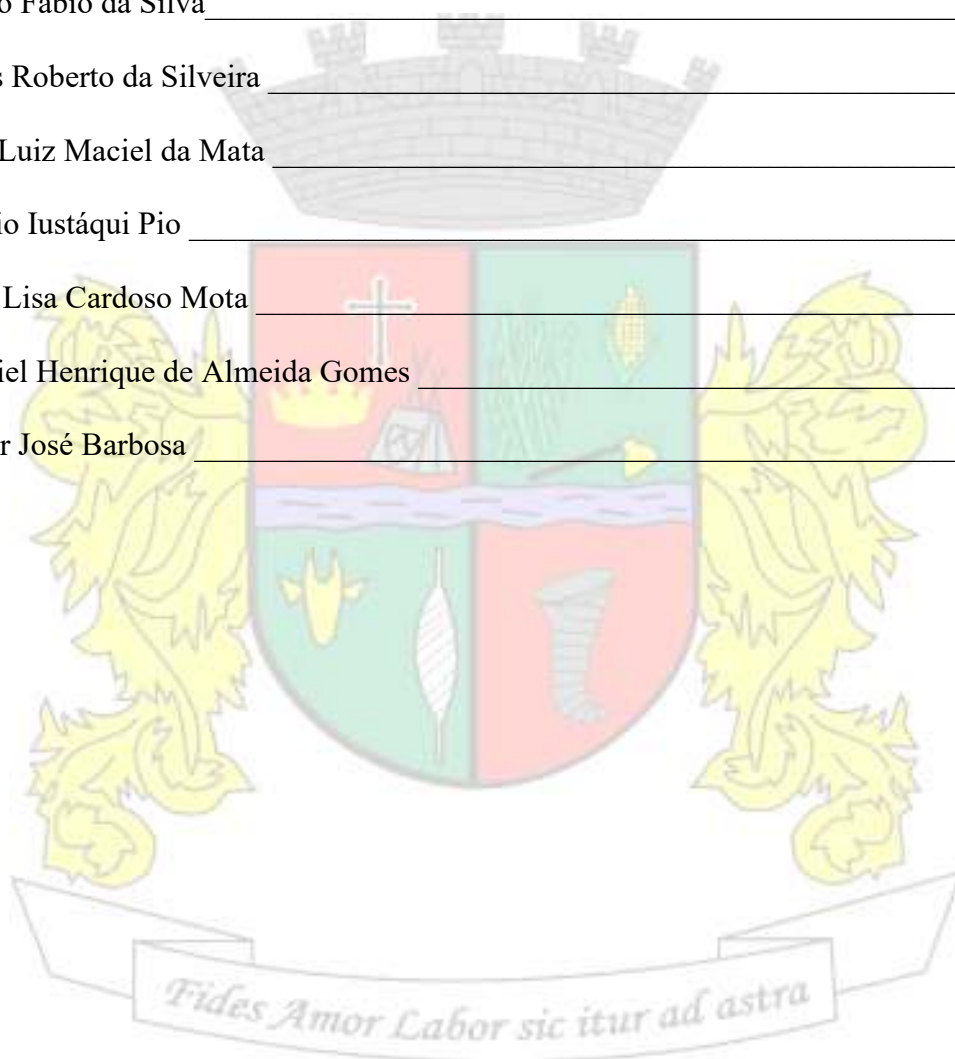 o Fábio da Silva
s Roberto da Silveira
Luiz Maciel da Mata
io Iustáqui Pio
Lisa Cardoso Mota
iel Henrique de Almeida Gomes
r José Barbosa
Fides Amor Labor sic itur ad astra